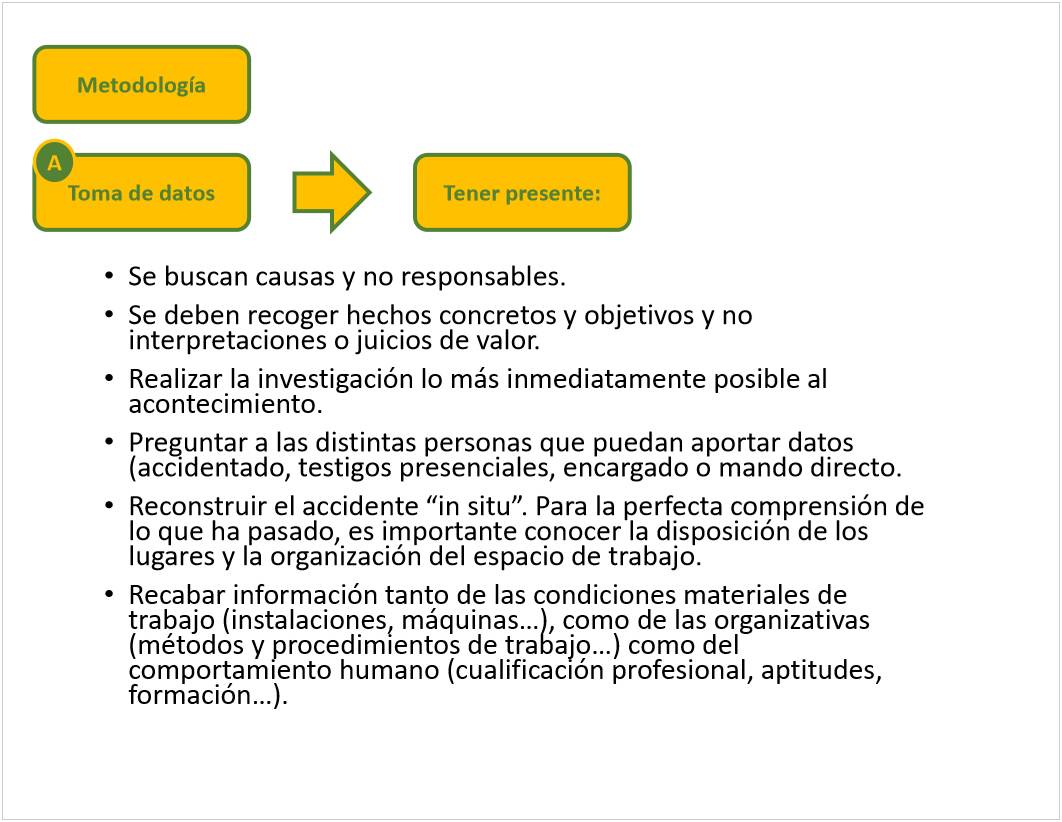 Metodología
A
Toma de datos
Tener presente:
• Se buscan causas y no responsables.
• Se deben recoger hechos concretos y objetivos y no
interpretaciones o juicios de valor.
• Realizar la investigación lo más inmediatamente posible al
acontecimiento.
• Preguntar a las distintas personas que puedan aportar datos
(accidentado, testigos presenciales, encargado o mando directo.
• Reconstruir el accidente “in situ”. Para la perfecta comprensión de
lo que ha pasado, es importante conocer la disposición de los
lugares y la organización del espacio de trabajo.
• Recabar información tanto de las condiciones materiales de
trabajo (instalaciones, máquinas…), como de las organizativas
(métodos y procedimientos de trabajo…) como del
comportamiento humano (cualificación profesional, aptitudes,
formación…).